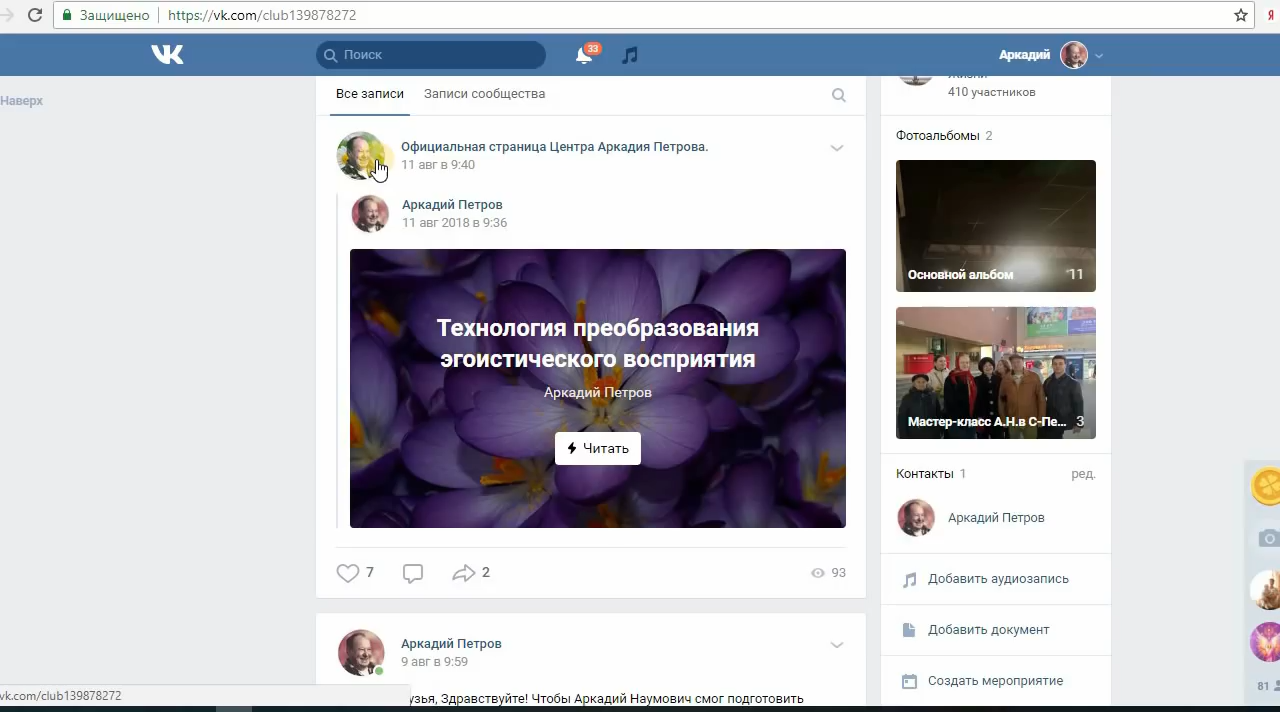 Защищено
https://vk.com/club139878272
Я
Поиск
33
Аркадий
Наверх
Все записи
Записи сообщества
Официальная страница Центра Аркадия Петрова.
11 авг в 9:40
Аркадий Петров
11 авг 2018 в 9:36
Технология преобразования
эгоистического восприятия
Аркадий Петров
Читать
7
2
93
Аркадий Петров
9 авг в 9:59
узья, Здравствуйте! Чтобы Аркадий Наумович смог подготовить
410 участников
Фотоальбомы 2
Основной альбом 11
Мастер-класс А.Н.в С-Пе... 3
Контакты 1
ред.
Аркадий Петров
Добавить аудиозапись
Добавить документ
Создать мероприятие
81
vk.com/club139878272